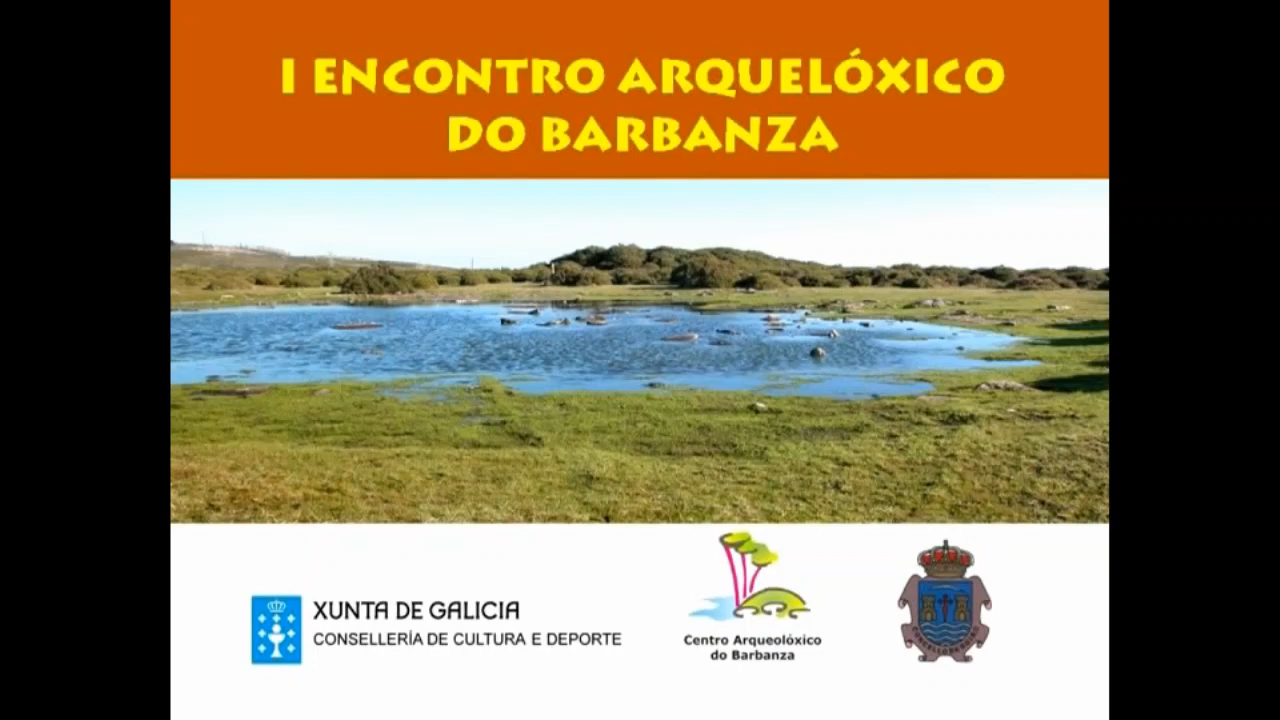 I ENCONTRO ARQUELÓXICO
DO BARBANZA
XUNTA DE GALICIA
CONSELLERÍA DE CULTURA E DEPORTE
Centro Arqueolóxico
do Barbanza